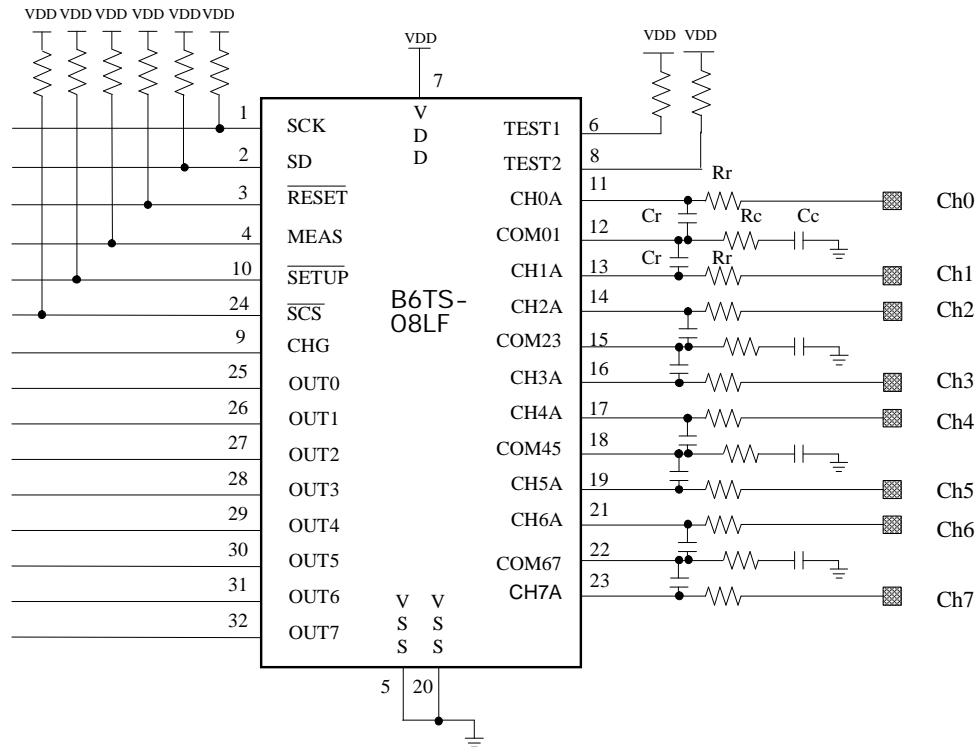 VDD VDD VDD VDD VDD VDD
VDD
VDD VDD
7
1
SCK
2
SD
3
RESET
4
MEAS
10
SETUP
24
SCS
9
CHG
25
OUT0
26
OUT1
27
OUT2
28
OUT3
29
OUT4
30
OUT5
31
OUT6
32
OUT7
V
D
D
B6TS-
08LF
V V
S S
S S
5 20
TEST1
6
TEST2
8
CH0A
11
Rr
Ch0
Cr
Rc
Cc
COM01
12
Cr
Rr
CH1A
13
Ch1
CH2A
14
Ch2
COM23
15
CH3A
16
Ch3
CH4A
17
Ch4
COM45
18
CH5A
19
Ch5
CH6A
21
Ch6
COM67
22
CH7A
23
Ch7